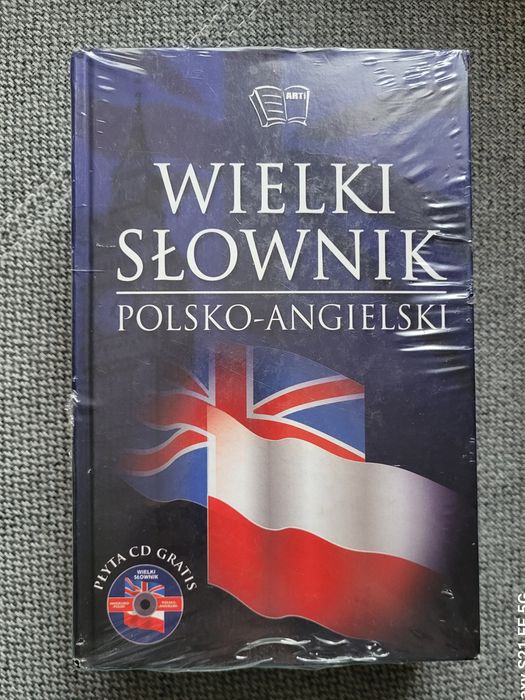 ARTi
WIELKI
SŁOWNIK
POLSKO-ANGIELSKI
PŁYTA CD GRATIS
WIELKI
SŁOWNIK